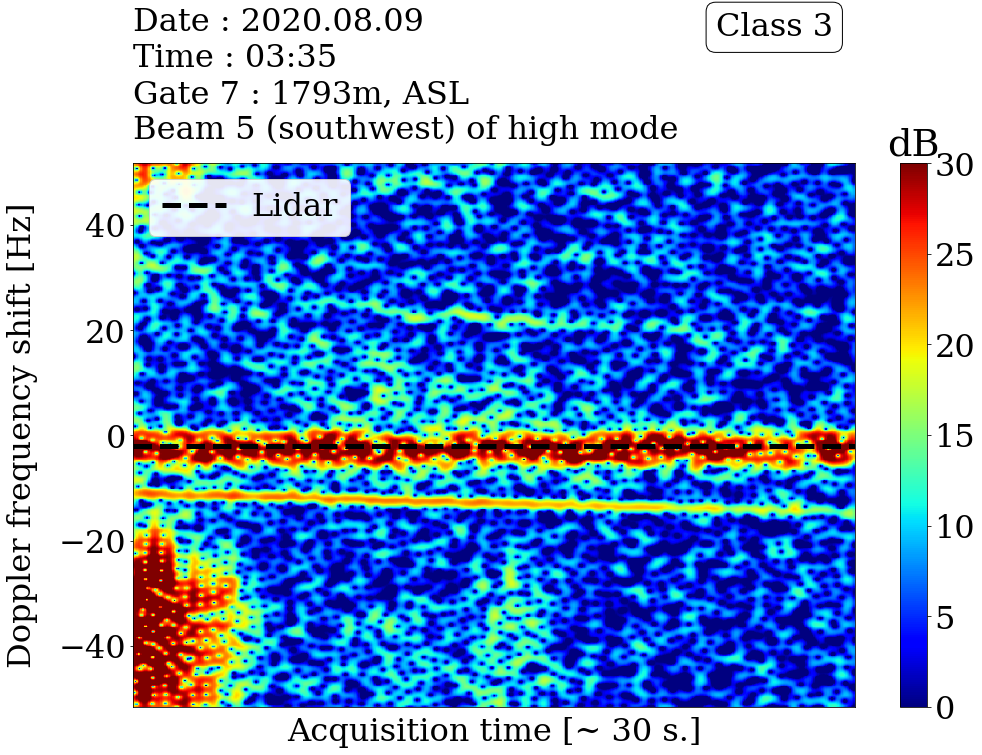 Date : 2020.08.09
Time : 03:35
Gate 7 : 1793m, ASL
Beam 5 (southwest) of high mode
Class 3
dB
Lidar
Doppler frequency shift [Hz]
40
20
0
−20
−40
Acquisition time [~ 30 s.]
30
25
20
15
10
5
0